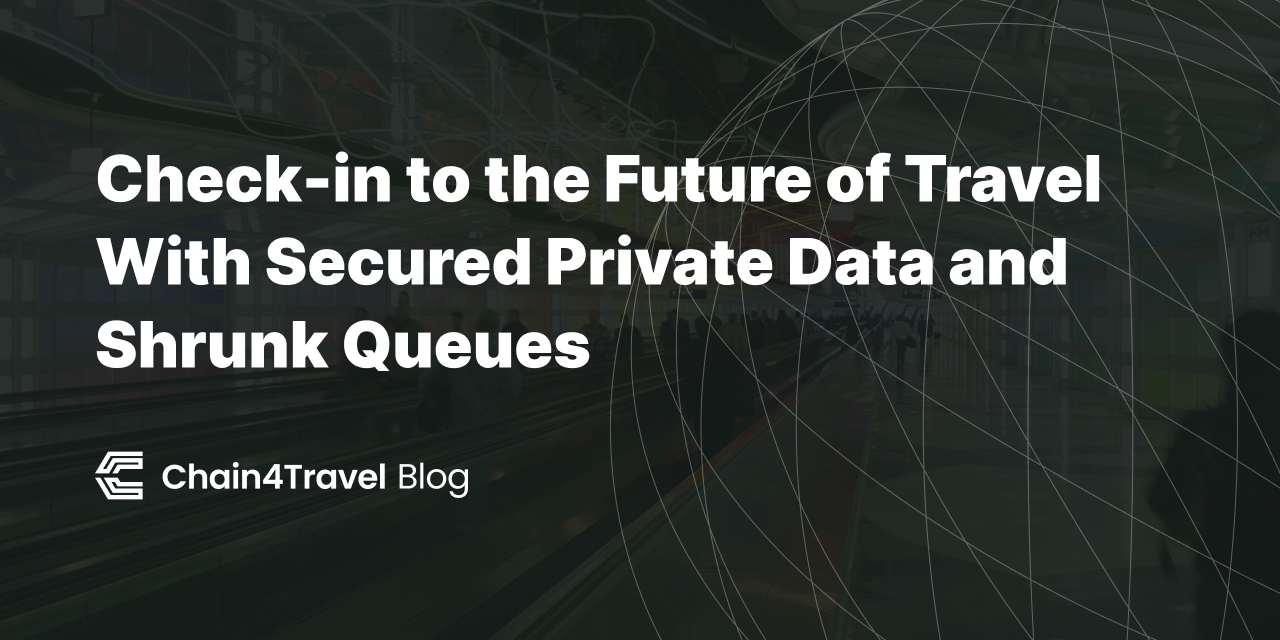 Check-in to the Future of Travel
With Secured Private Data and
Shrunk Queues
Chain4Travel Blog